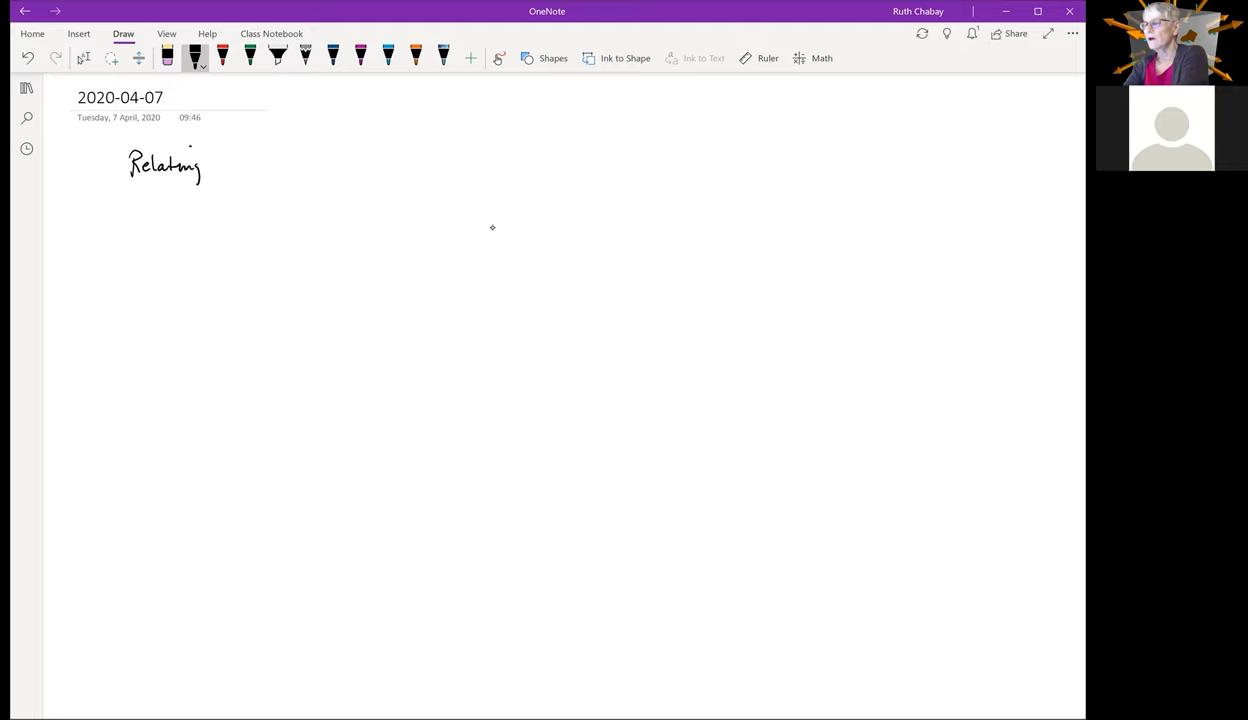 OneNote
Ruth Chabay
Home Insert Draw View Help Class Notebook
Share
Shapes Ink to Shape Ink to Text Ruler Math
2020-04-07
Tuesday, 7 April, 2020 09:46
Relating